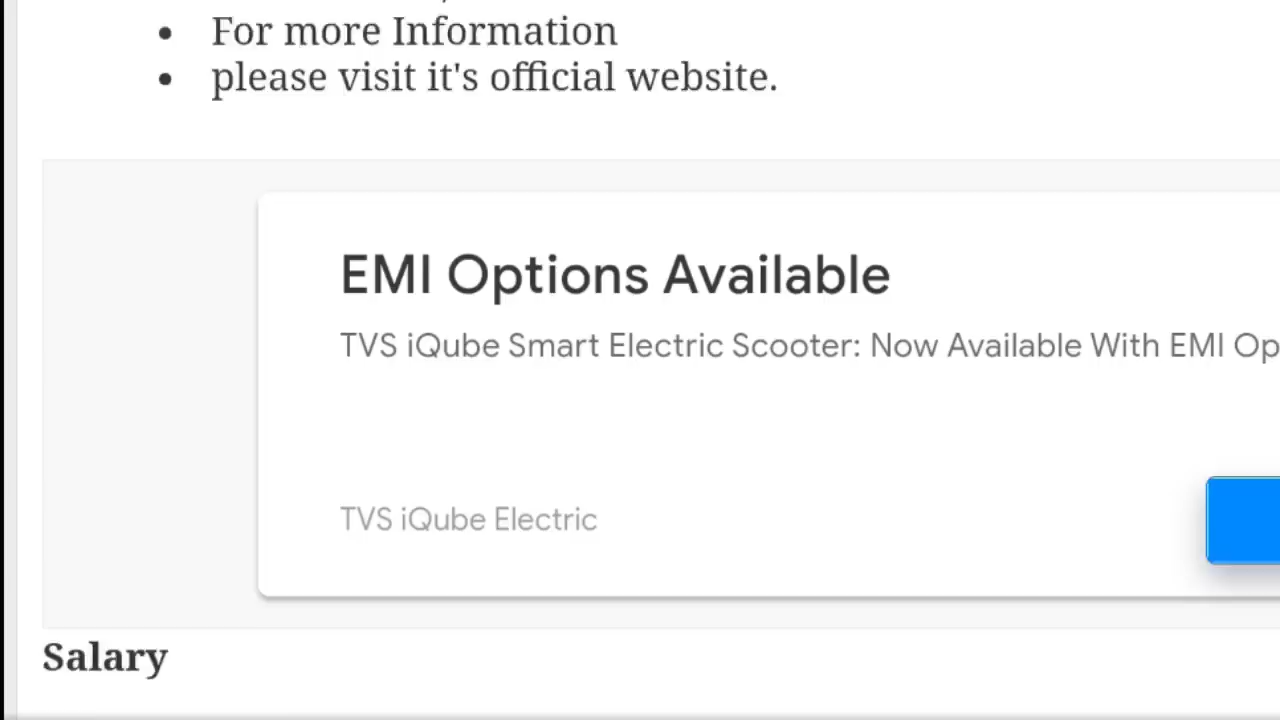 For more Information
please visit it's official website.
EMI Options Available
TVS iQube Smart Electric Scooter: Now Available With EMI Op
TVS iQube Electric
Salary